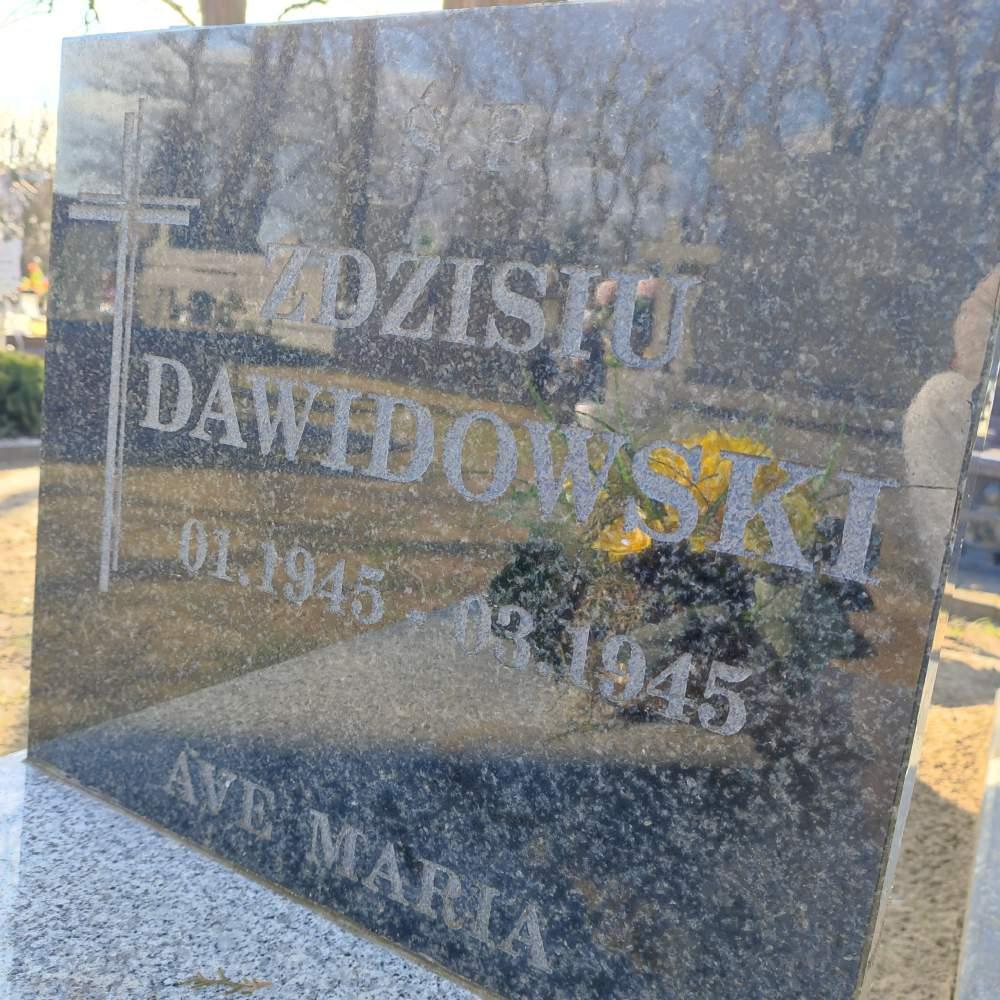 Ś P
ZDZISIU
DAWIDOWSKI
01.1945 - 03.1945
AVE MARIA